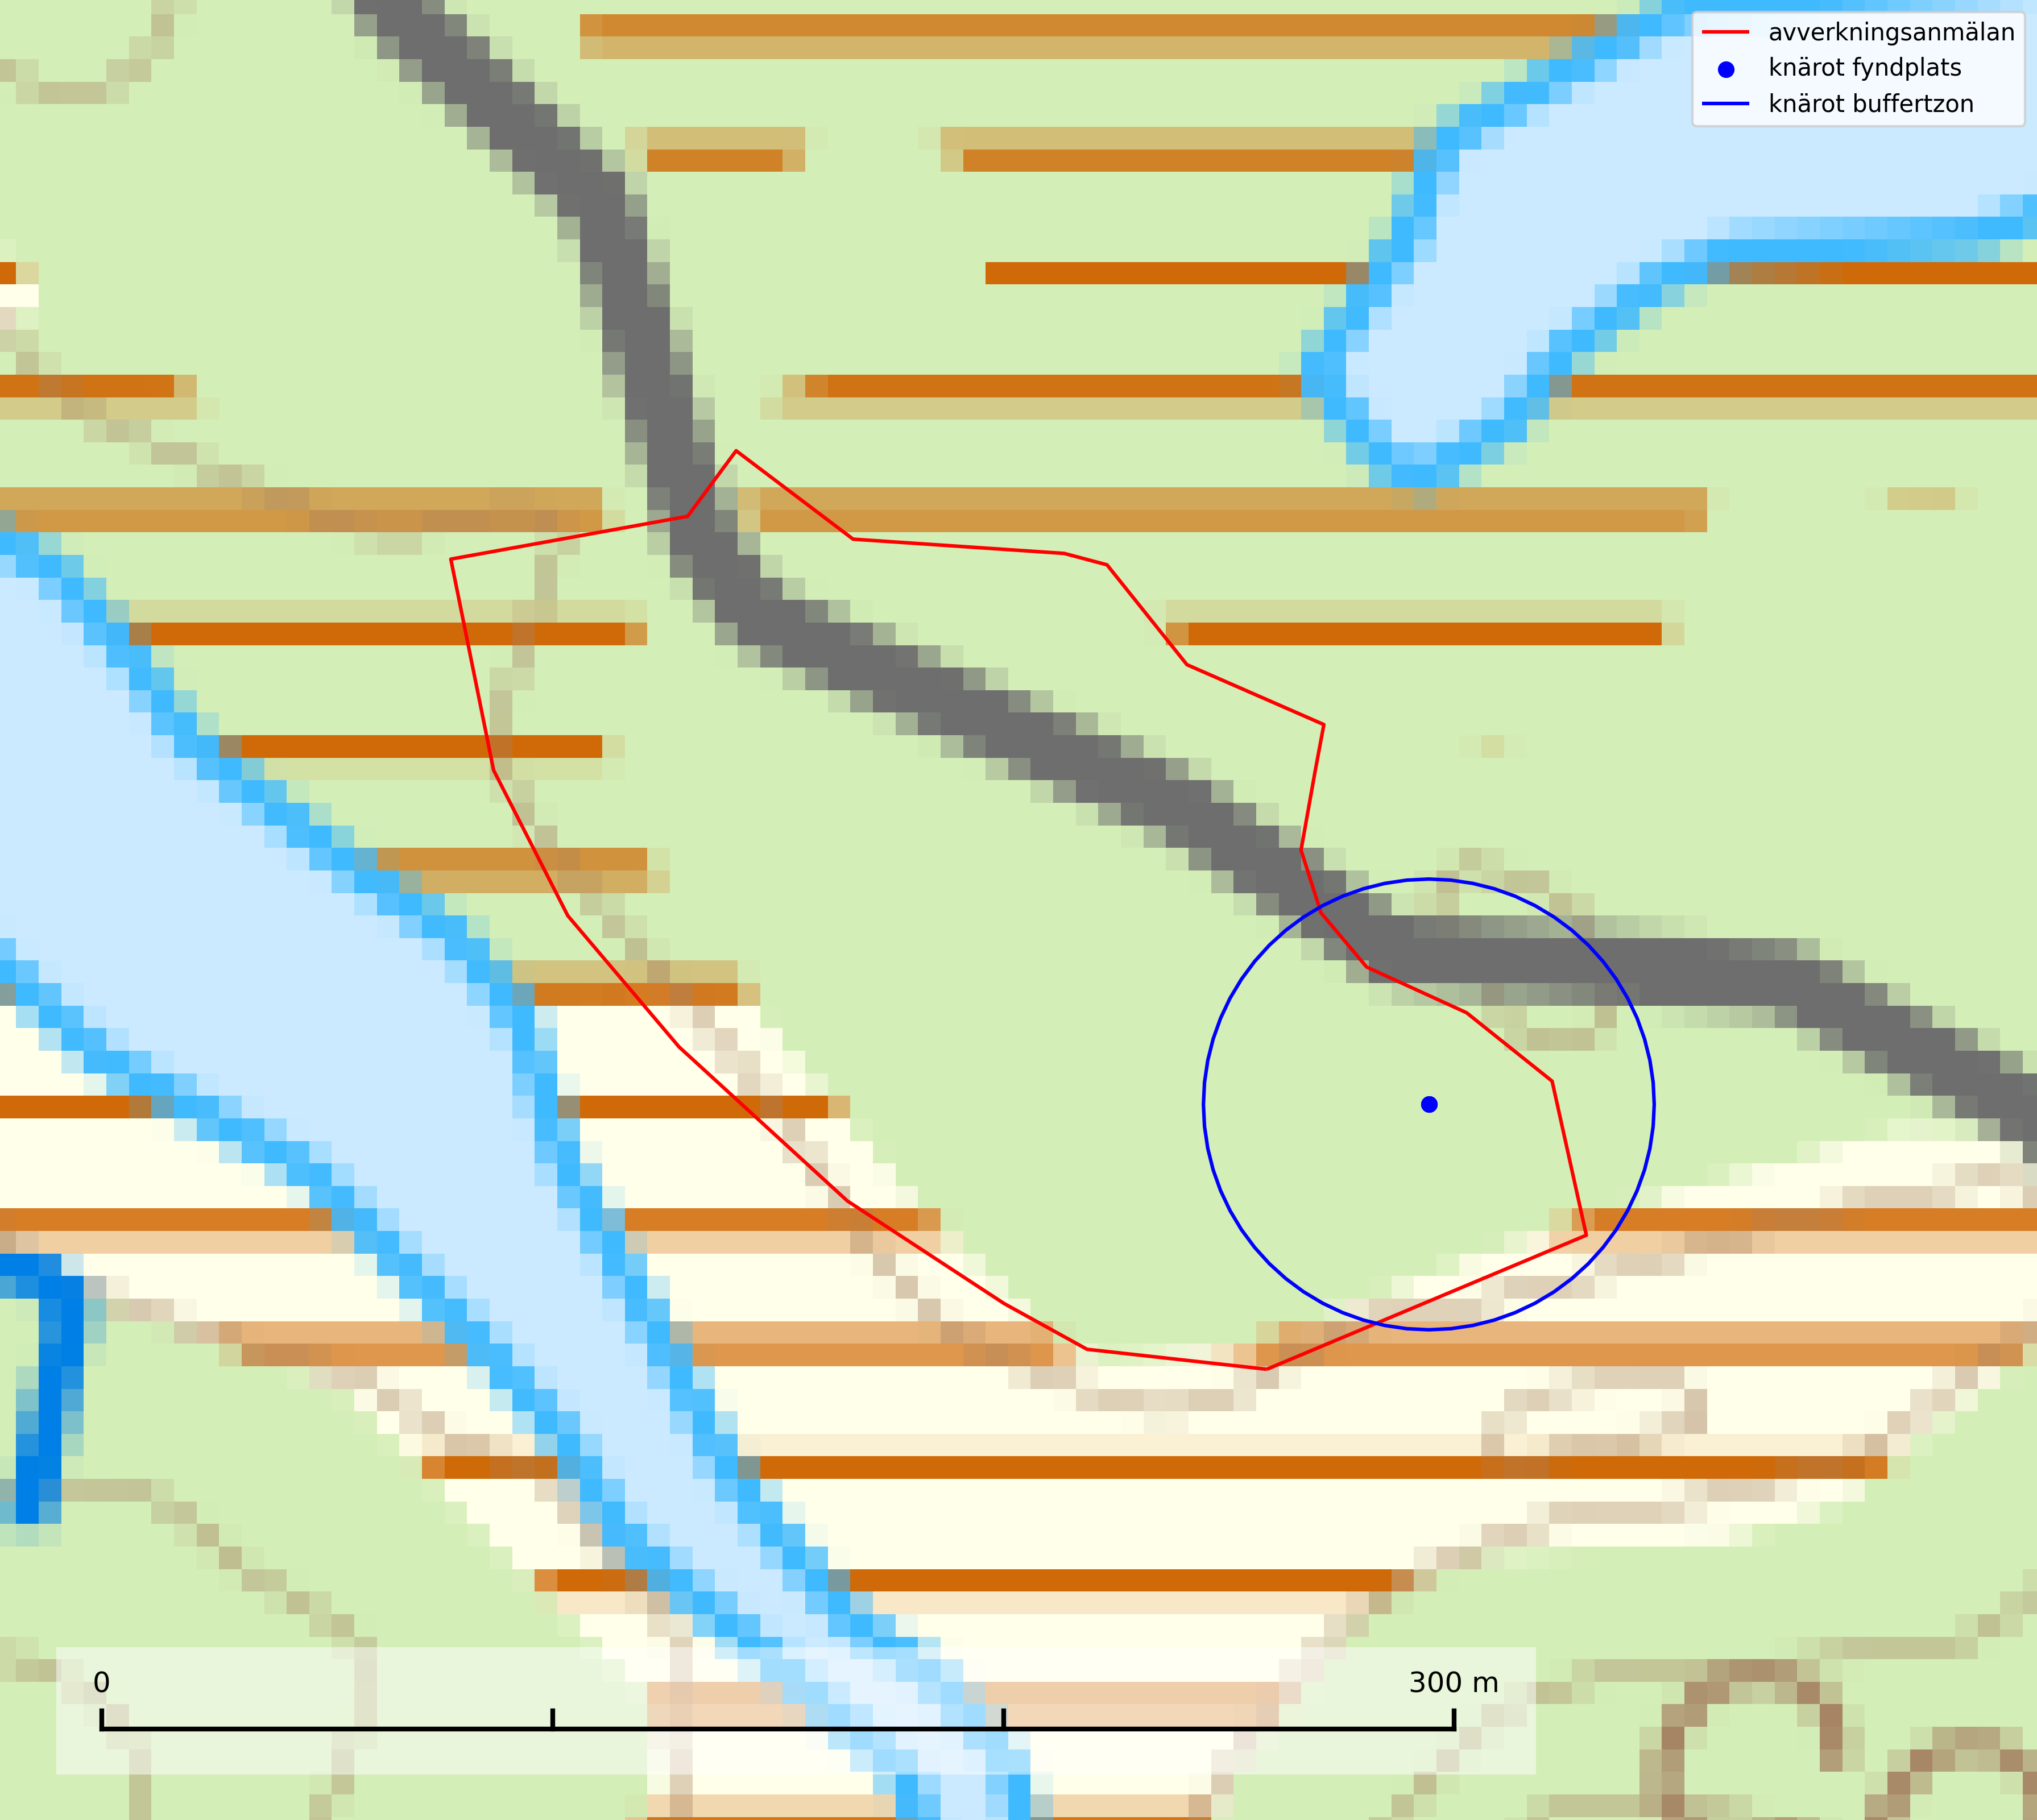 avverkningsanmälan
knärot fyndplats
knärot buffertzon
0
300 m